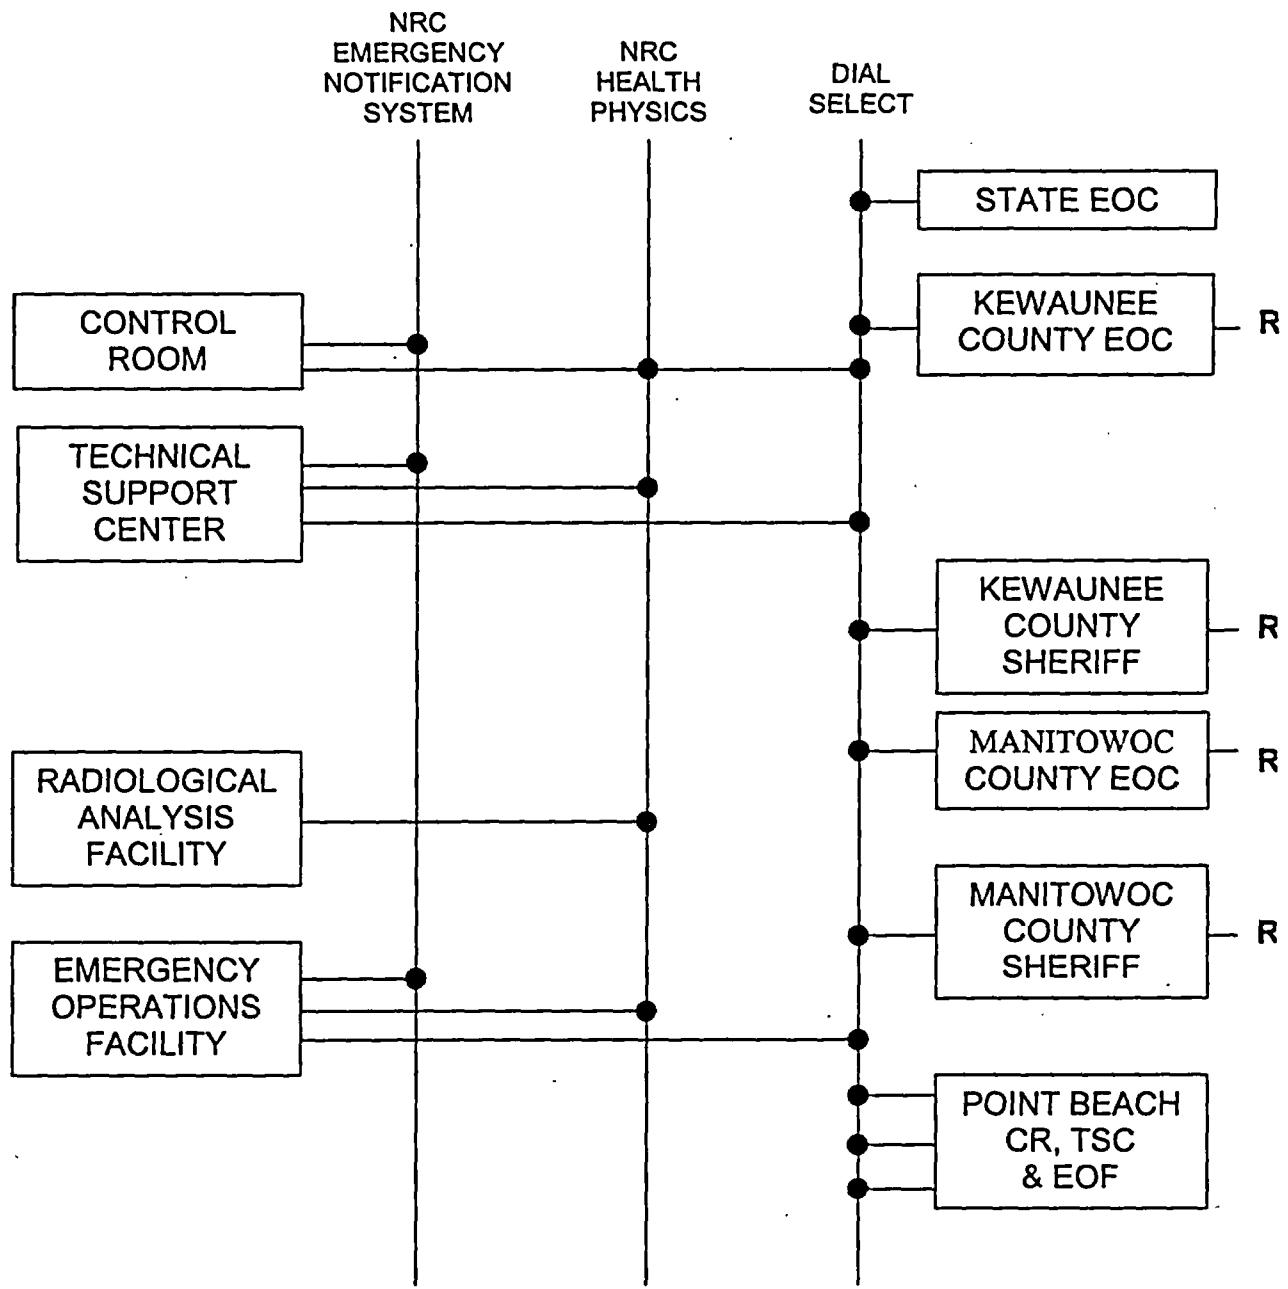 NRC
EMERGENCY
NOTIFICATION
SYSTEM
NRC
HEALTH
PHYSICS
DIAL
SELECT
STATE EOC
KEWAUNEE
COUNTY EOC
R
CONTROL
ROOM
TECHNICAL
SUPPORT
CENTER
KEWAUNEE
COUNTY
SHERIFF
R
MANITOWOC
COUNTY EOC
R
RADIOLOGICAL
ANALYSIS
FACILITY
MANITOWOC
COUNTY
SHERIFF
R
EMERGENCY
OPERATIONS
FACILITY
POINT BEACH
CR, TSC
& EOF